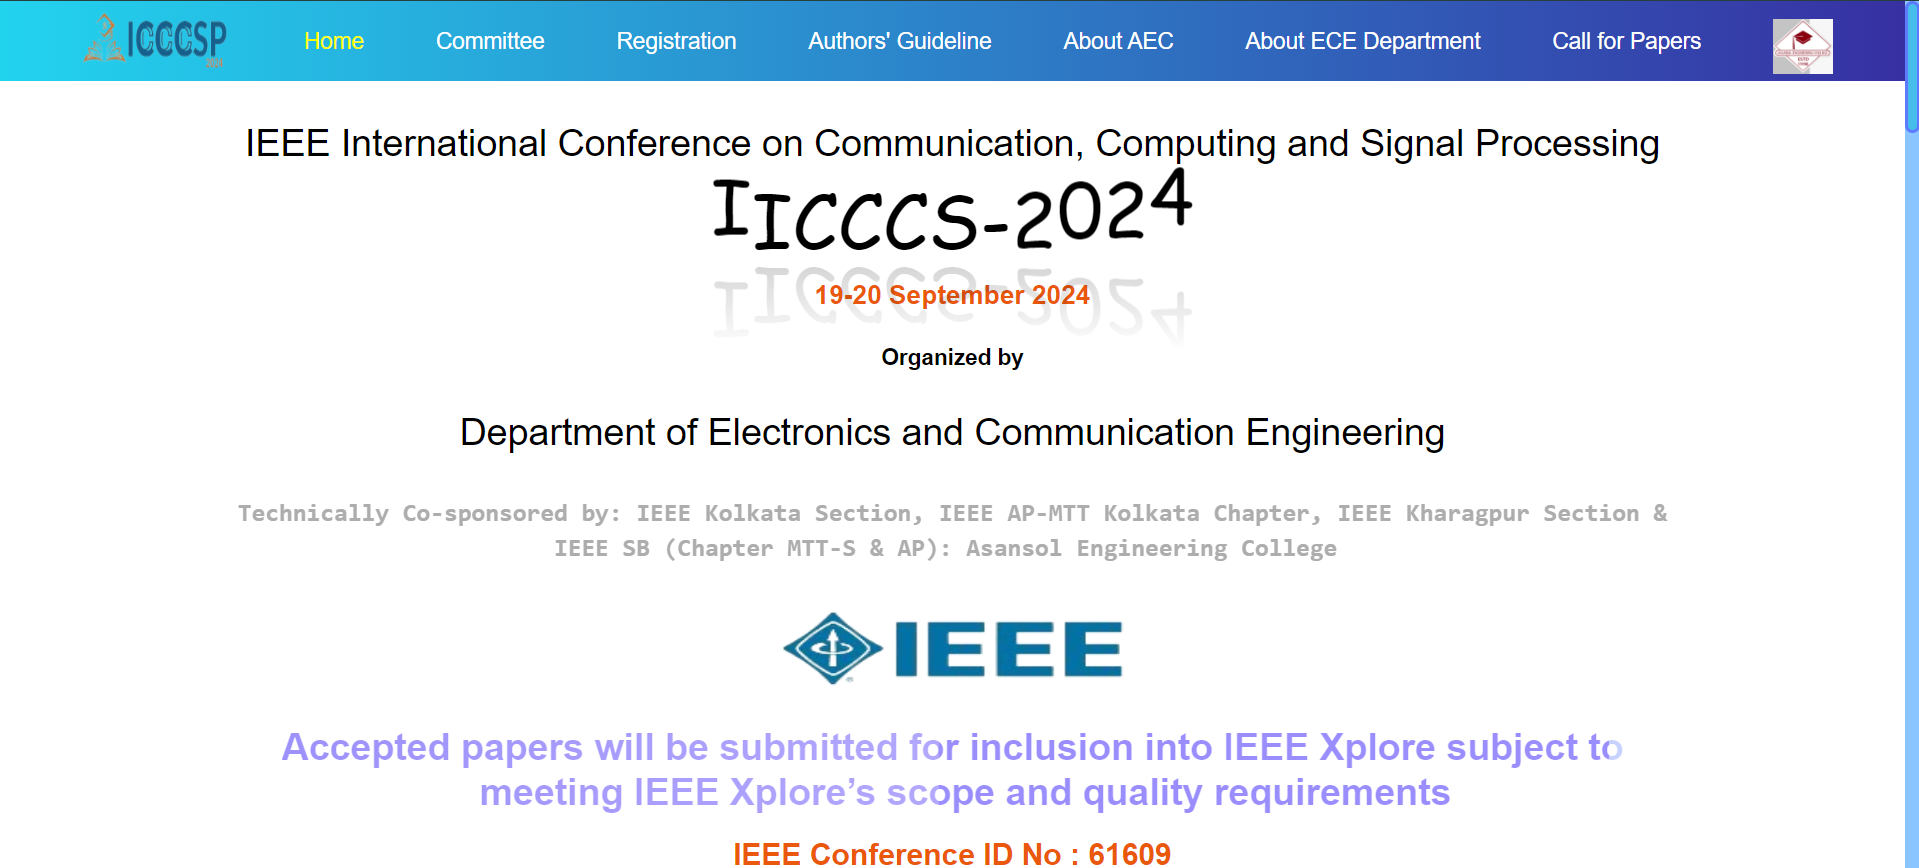 ICCCSP
Home Committee Registration Authors' Guideline About AEC About ECE Department Call for Papers
IEEE International Conference on Communication, Computing and Signal Processing
IICCCS-2024
19-20 September 2024
Organized by
Department of Electronics and Communication Engineering
Technically Co-sponsored by: IEEE Kolkata Section, IEEE AP-MTT Kolkata Chapter, IEEE Kharagpur Section &
IEEE SB (Chapter MTT-S & AP): Asansol Engineering College
IEEE
Accepted papers will be submitted for inclusion into IEEE Xplore subject to
meeting IEEE Xplore’s scope and quality requirements
IEEE Conference ID No : 61609